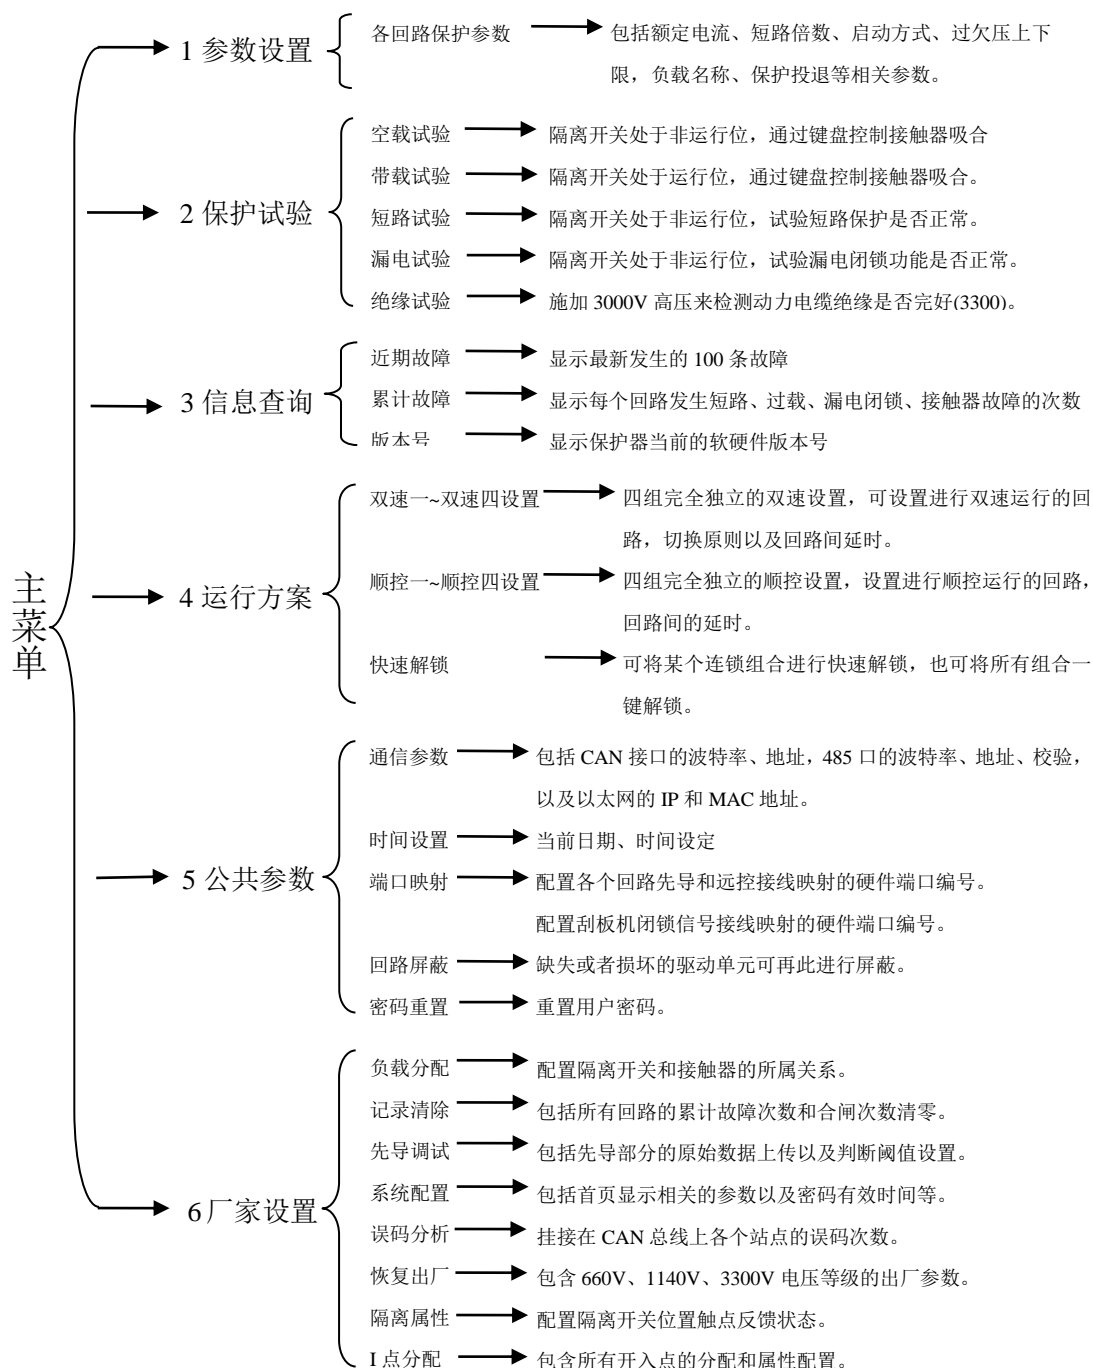 主菜单
1 参数设置
各回路保护参数
包括额定电流、短路倍数、启动方式、过欠压上下
限，负载名称、保护投退等相关参数。
2 保护试验
空载试验
隔离开关处于非运行位，通过键盘控制接触器吸合
带载试验
隔离开关处于运行位，通过键盘控制接触器吸合。
短路试验
隔离开关处于非运行位，试验短路保护是否正常。
漏电试验
隔离开关处于非运行位，试验漏电闭锁功能是否正常。
绝缘试验
施加 3000V 高压来检测动力电缆绝缘是否完好(3300)。
3 信息查询
近期故障
显示最新发生的 100 条故障
累计故障
显示每个回路发生短路、过载、漏电闭锁、接触器故障的次数
版本号
显示保护器当前的软硬件版本号
4 运行方案
双速一~双速四设置
四组完全独立的双速设置，可设置进行双速运行的回
路，切换原则以及回路间延时。
顺控一~顺控四设置
四组完全独立的顺控设置，设置进行顺控运行的回路，
回路间的延时。
快速解锁
可将某个连锁组合进行快速解锁，也可将所有组合一
键解锁。
5 公共参数
通信参数
包括 CAN 接口的波特率、地址，485 口的波特率、地址、校验，
以及以太网的 IP 和 MAC 地址。
时间设置
当前日期、时间设定
端口映射
配置各个回路先导和远控接线映射的硬件端口编号。
配置刮板机闭锁信号接线映射的硬件端口编号。
回路屏蔽
缺失或者损坏的驱动单元可再此进行屏蔽。
密码重置
重置用户密码。
6 厂家设置
负载分配
配置隔离开关和接触器的所属关系。
记录清除
包括所有回路的累计故障次数和合闸次数清零。
先导调试
包括先导部分的原始数据上传以及判断阈值设置。
系统配置
包括首页显示相关的参数以及密码有效时间等。
误码分析
挂接在 CAN 总线上各个站点的误码次数。
恢复出厂
包含 660V、1140V、3300V 电压等级的出厂参数。
隔离属性
配置隔离开关位置触点反馈状态。
I 点分配
包含所有开入点的分配和属性配置。